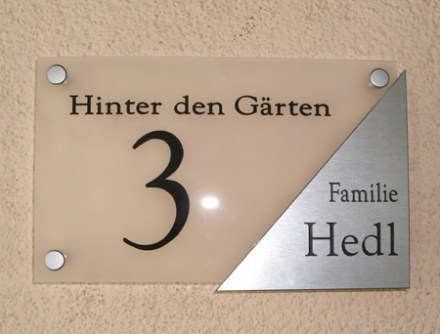 Hinter den Gärten
3
Familie
Hedl